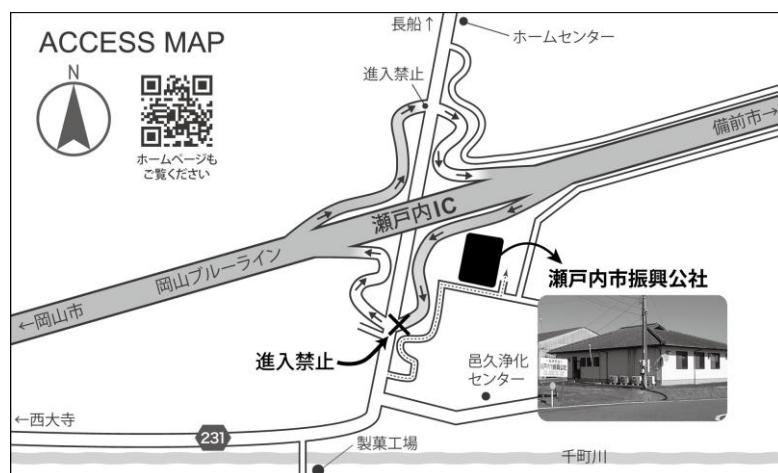 ACCESS MAP
N
ホームページも
ご覧ください
長船↑
ホームセンター
進入禁止
備前市→
瀬戸内IC
岡山ブルーライン
←岡山市
瀬戸内市振興公社
進入禁止
邑久浄化
センター
←西大寺
231
製菓工場
千町川